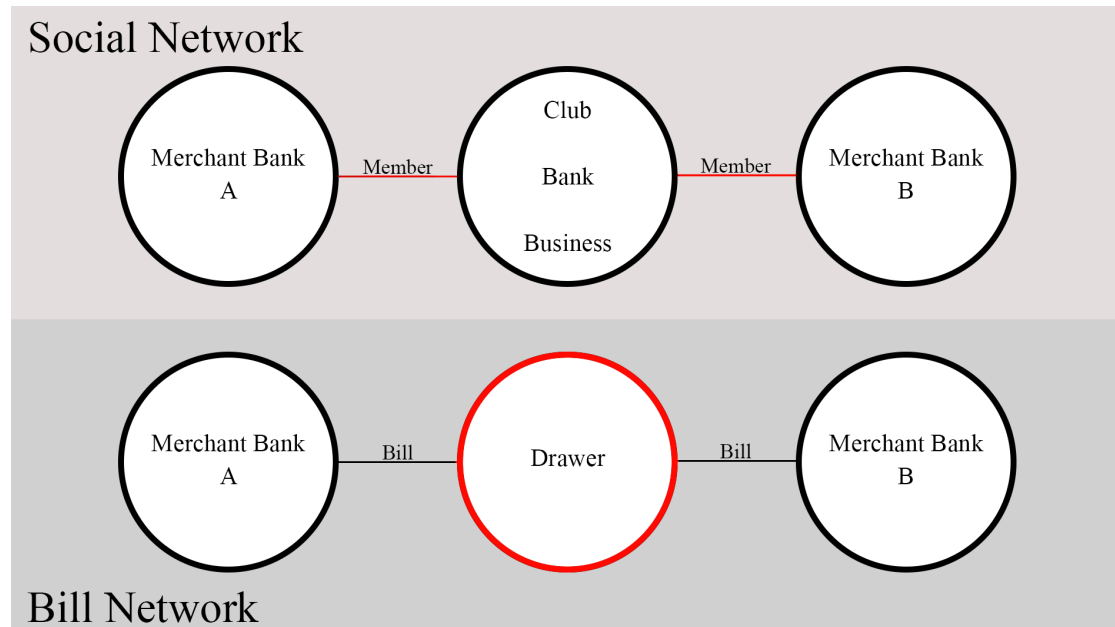 Social Network
Merchant Bank
A
Member
Club
Bank
Business
Member
Merchant Bank
B
Merchant Bank
A
Bill
Drawer
Bill
Merchant Bank
B
Bill Network